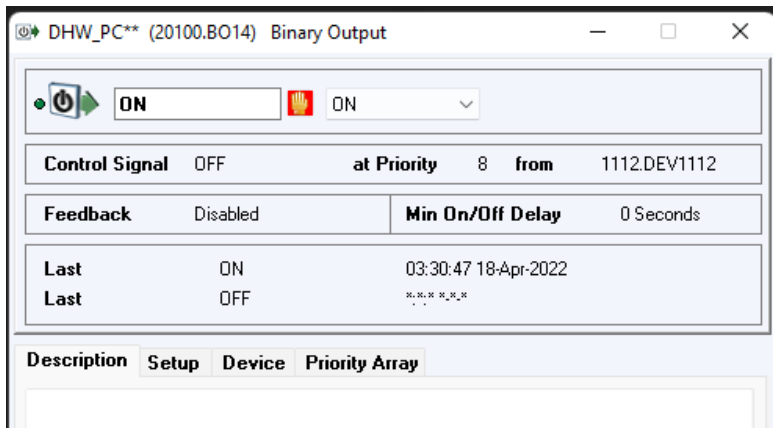 DHW_PC** (20100.BO14) Binary Output
ON ON
Control Signal OFF at Priority 8 from 1112.DEV1112
Feedback Disabled Min On/Off Delay 0 Seconds
Last ON 03:30:47 18-Apr-2022
Last OFF *:*:* *-*-*
Description Setup Device Priority Array